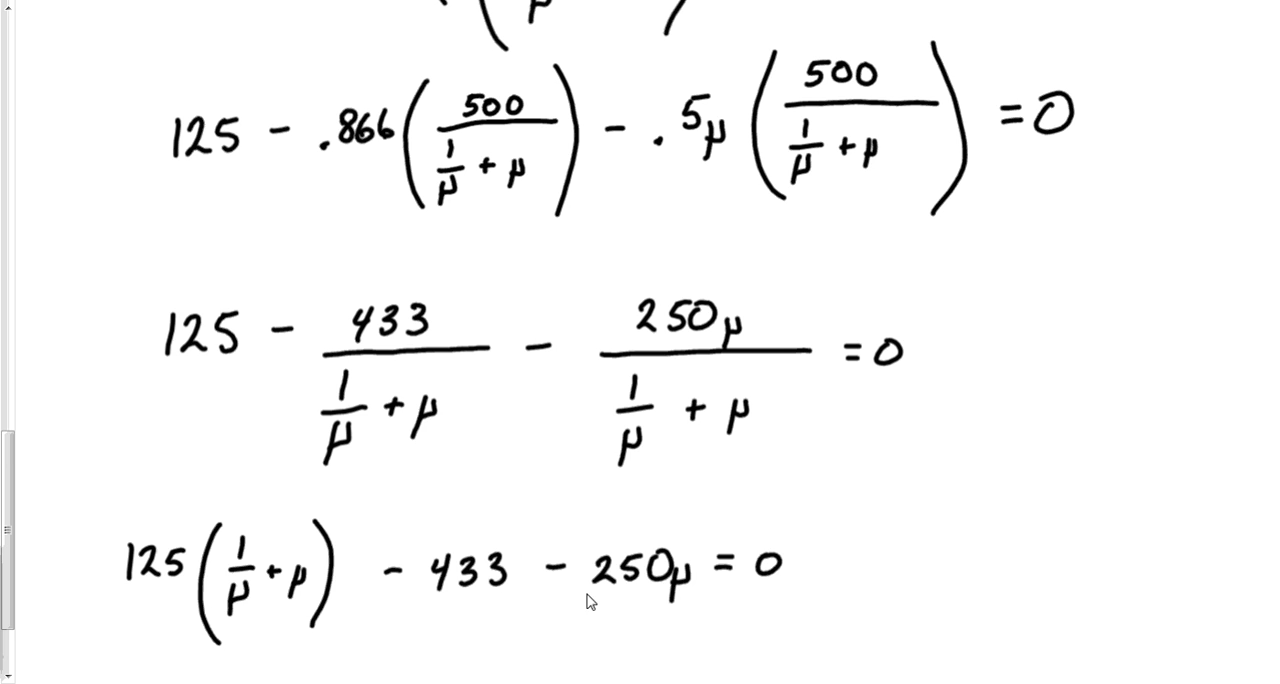 125 - .866(500/(1/μ + μ)) - .5μ(500/(1/μ + μ)) = 0
125 - 433/(1/μ + μ) - 250μ/(1/μ + μ) = 0
125(1/μ + μ) - 433 - 250μ = 0